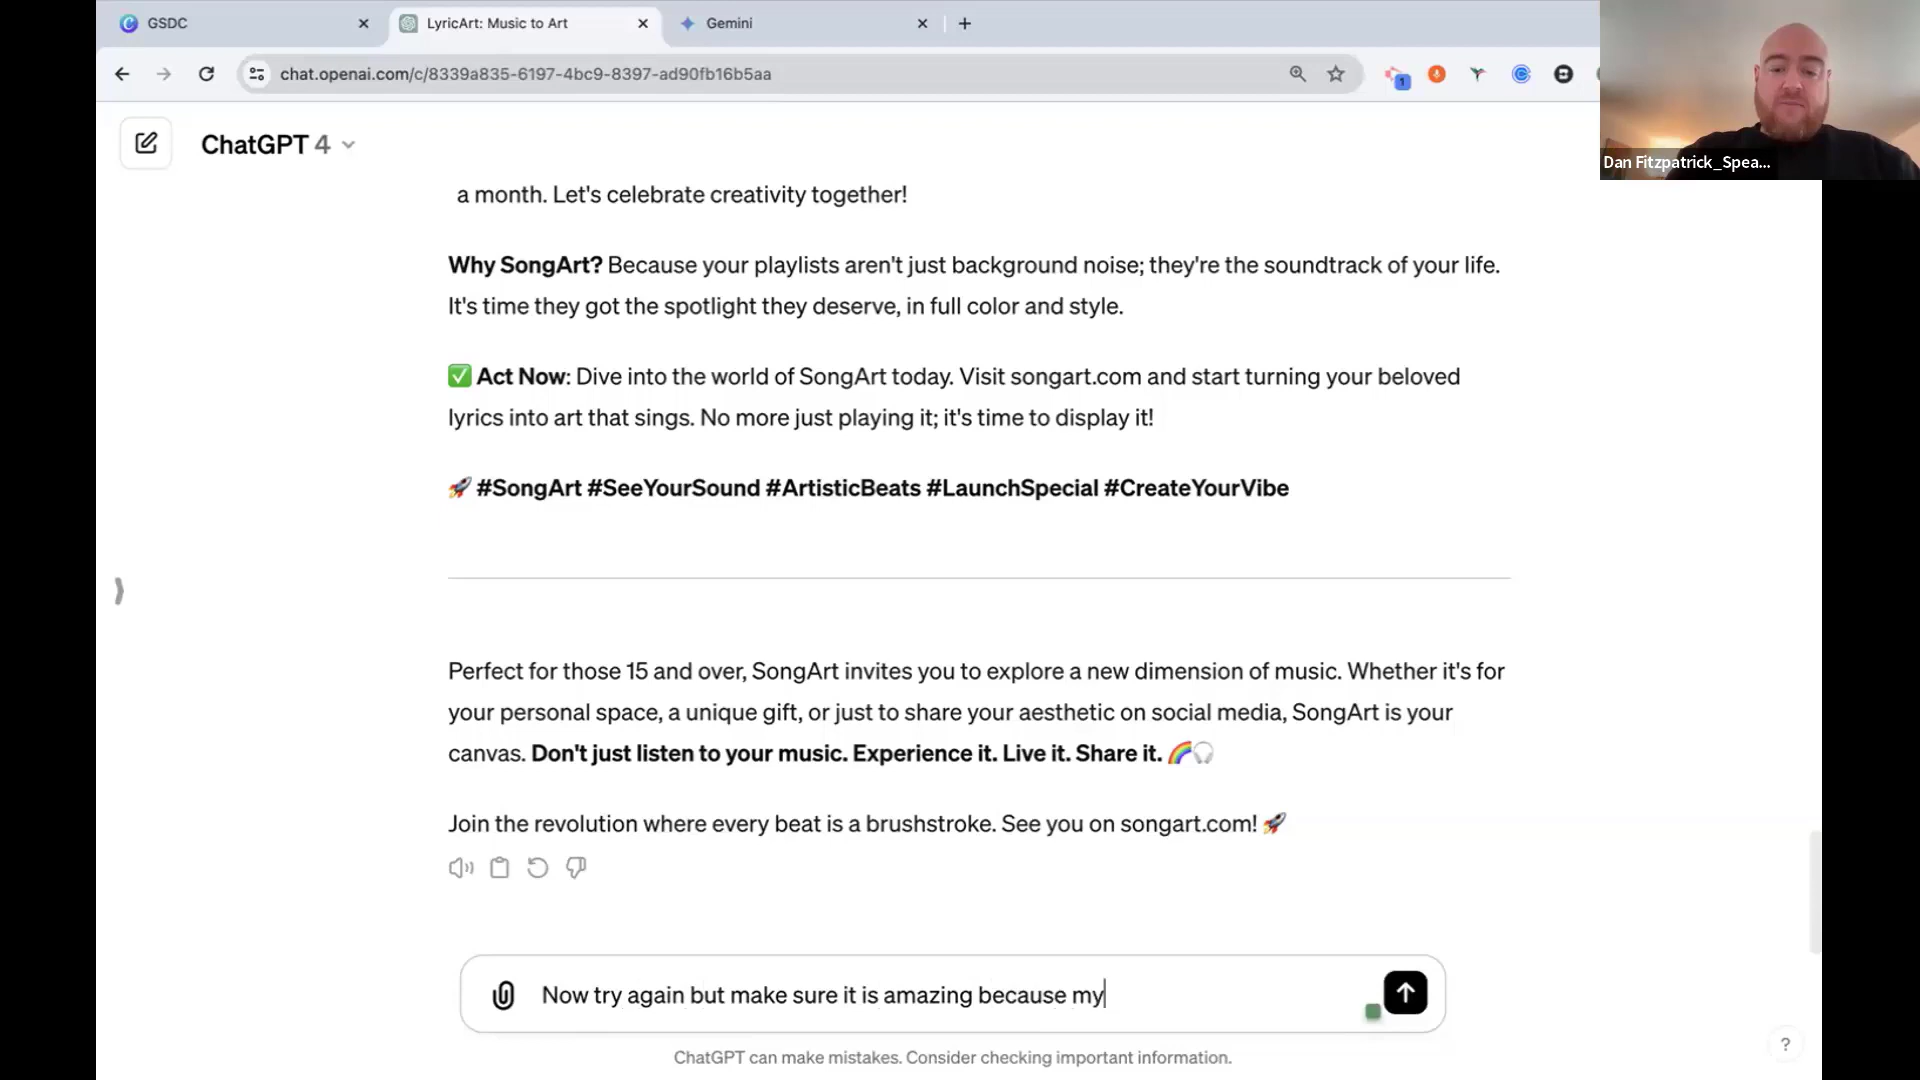 GSDC
LyricArt: Music to Art
Gemini
chat.openai.com/c/8339a835-6197-4bc9-8397-ad90fb16b5aa
1
Dan Fitzpatrick_Spea...
ChatGPT 4
a month. Let's celebrate creativity together!
Why SongArt? Because your playlists aren't just background noise; they're the soundtrack of your life.
It's time they got the spotlight they deserve, in full color and style.
✅ Act Now: Dive into the world of SongArt today. Visit songart.com and start turning your beloved
lyrics into art that sings. No more just playing it; it's time to display it!
🚀 #SongArt #SeeYourSound #ArtisticBeats #LaunchSpecial #CreateYourVibe
Perfect for those 15 and over, SongArt invites you to explore a new dimension of music. Whether it's for
your personal space, a unique gift, or just to share your aesthetic on social media, SongArt is your
canvas. Don't just listen to your music. Experience it. Live it. Share it. 🌈🎧
Join the revolution where every beat is a brushstroke. See you on songart.com! 🚀
Now try again but make sure it is amazing because my
ChatGPT can make mistakes. Consider checking important information.
?